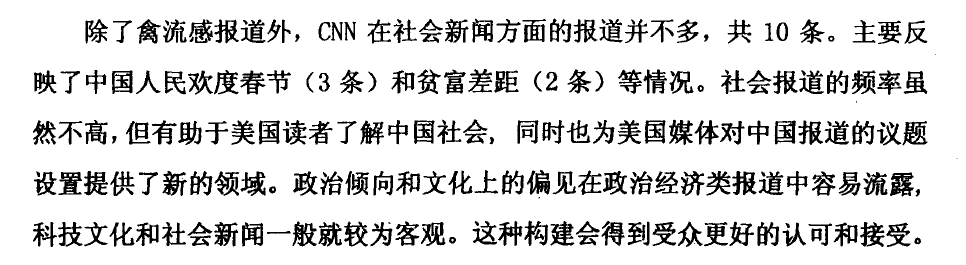 除了禽流感报道外，CNN 在社会新闻方面的报道并不多，共 10 条。主要反
映了中国人民欢度春节（3 条）和贫富差距（2 条）等情况。社会报道的频率虽
然不高，但有助于美国读者了解中国社会，同时也为美国媒体对中国报道的议题
设置提供了新的领域。政治倾向和文化上的偏见在政治经济类报道中容易流露，
科技文化和社会新闻一般就较为客观。这种构建会得到受众更好的认可和接受。